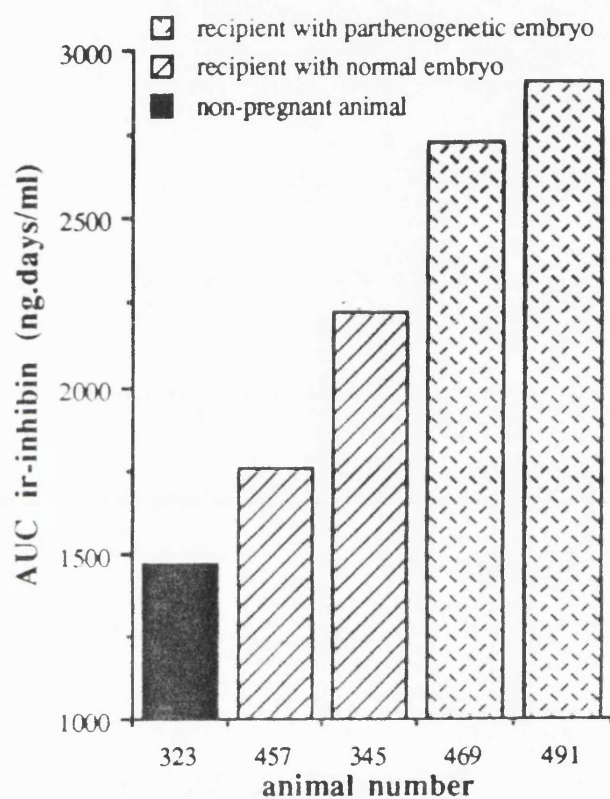 recipient with parthenogenetic embryo
recipient with normal embryo
non-pregnant animal
3000
2500
2000
1500
1000
AUC ir-inhibin (ng.days/ml)
323 457 345 469 491
animal number